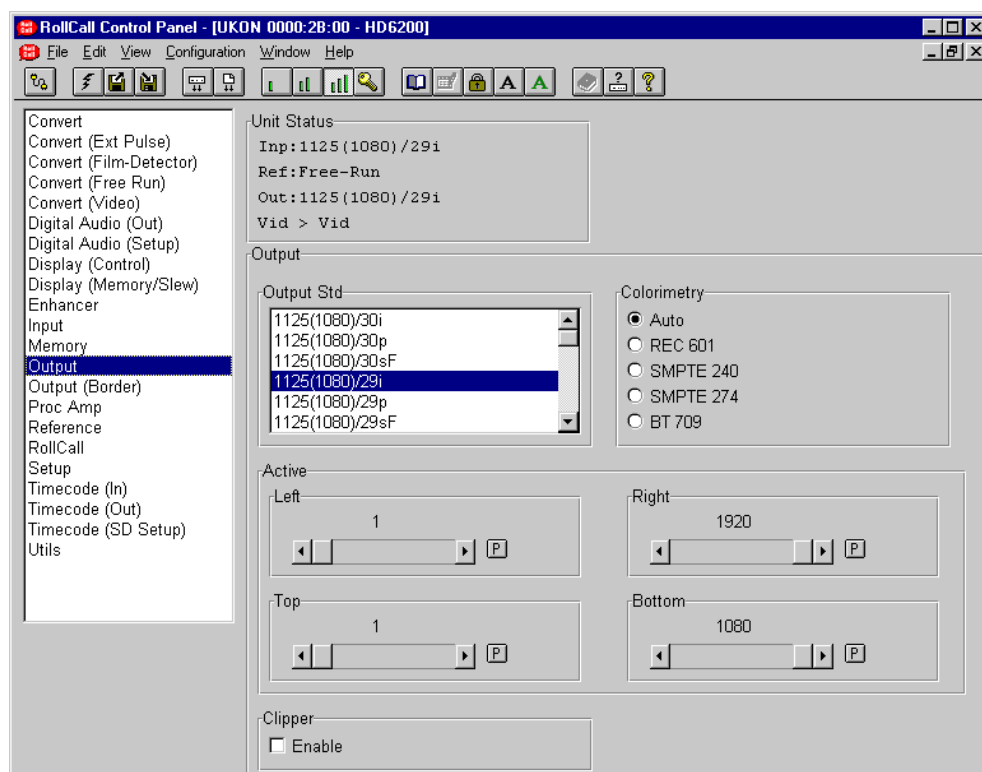 RollCall Control Panel - [UKON 0000:2B:00 - HD6200]
File Edit View Configuration Window Help
A A
Convert
Convert (Ext Pulse)
Convert (Film-Detector)
Convert (Free Run)
Convert (Video)
Digital Audio (Out)
Digital Audio (Setup)
Display (Control)
Display (Memory/Slew)
Enhancer
Input
Memory
Output
Output (Border)
Proc Amp
Reference
RollCall
Setup
Timecode (In)
Timecode (Out)
Timecode (SD Setup)
Utils
Unit Status
Inp:1125(1080)/29i
Ref:Free-Run
Out:1125(1080)/29i
Vid > Vid
Output
Output Std
1125(1080)/30i
1125(1080)/30p
1125(1080)/30sF
1125(1080)/29i
1125(1080)/29p
1125(1080)/29sF
Colorimetry
Auto
REC 601
SMPTE 240
SMPTE 274
BT 709
Active
Left
1
P
Right
1920
P
Top
1
P
Bottom
1080
P
Clipper
Enable